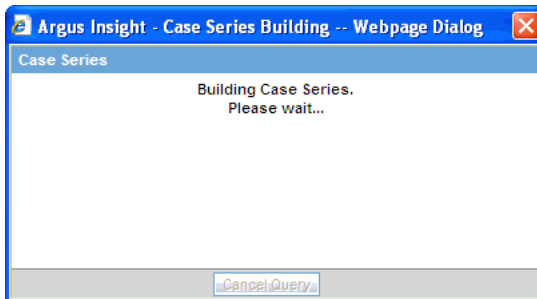 Argus Insight - Case Series Building -- Webpage Dialog
Case Series
Building Case Series.
Please wait...
Cancel Query